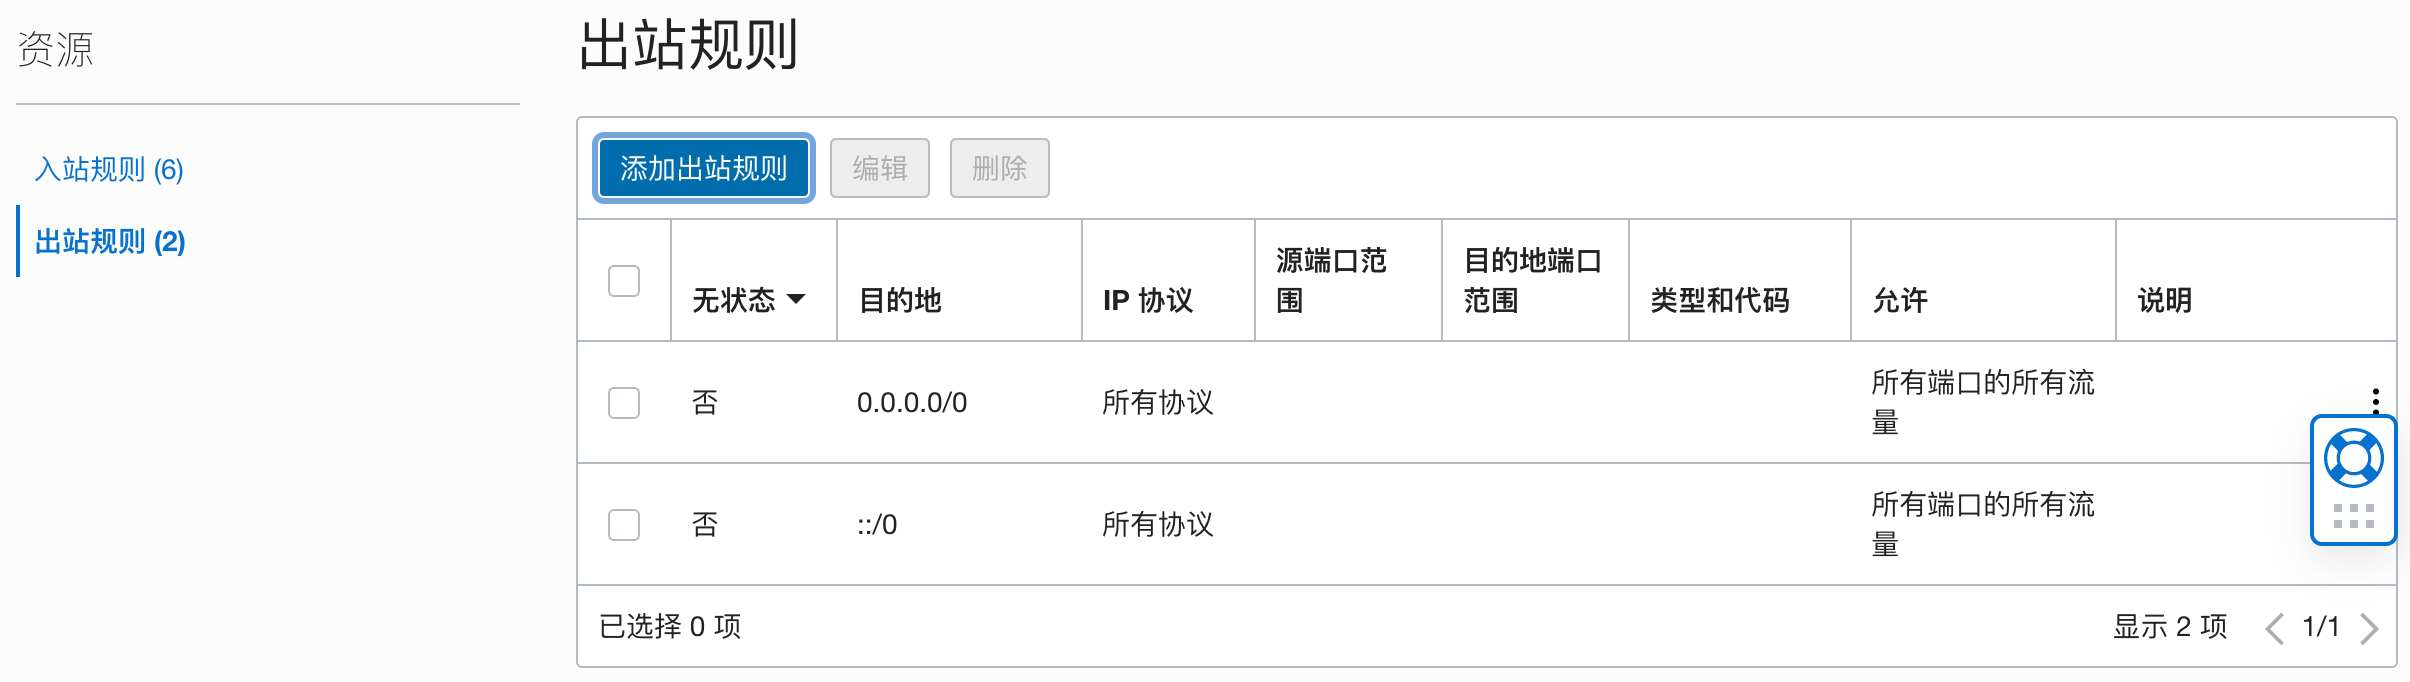 资源
入站规则 (6)
出站规则 (2)
出站规则
添加出站规则 编辑 删除
无状态 目的地 IP 协议 源端口范围 目的地端口范围 类型和代码 允许 说明
否 0.0.0.0/0 所有协议 所有端口的所有流量
否 ::/0 所有协议 所有端口的所有流量
已选择 0 项 显示 2 项 1/1